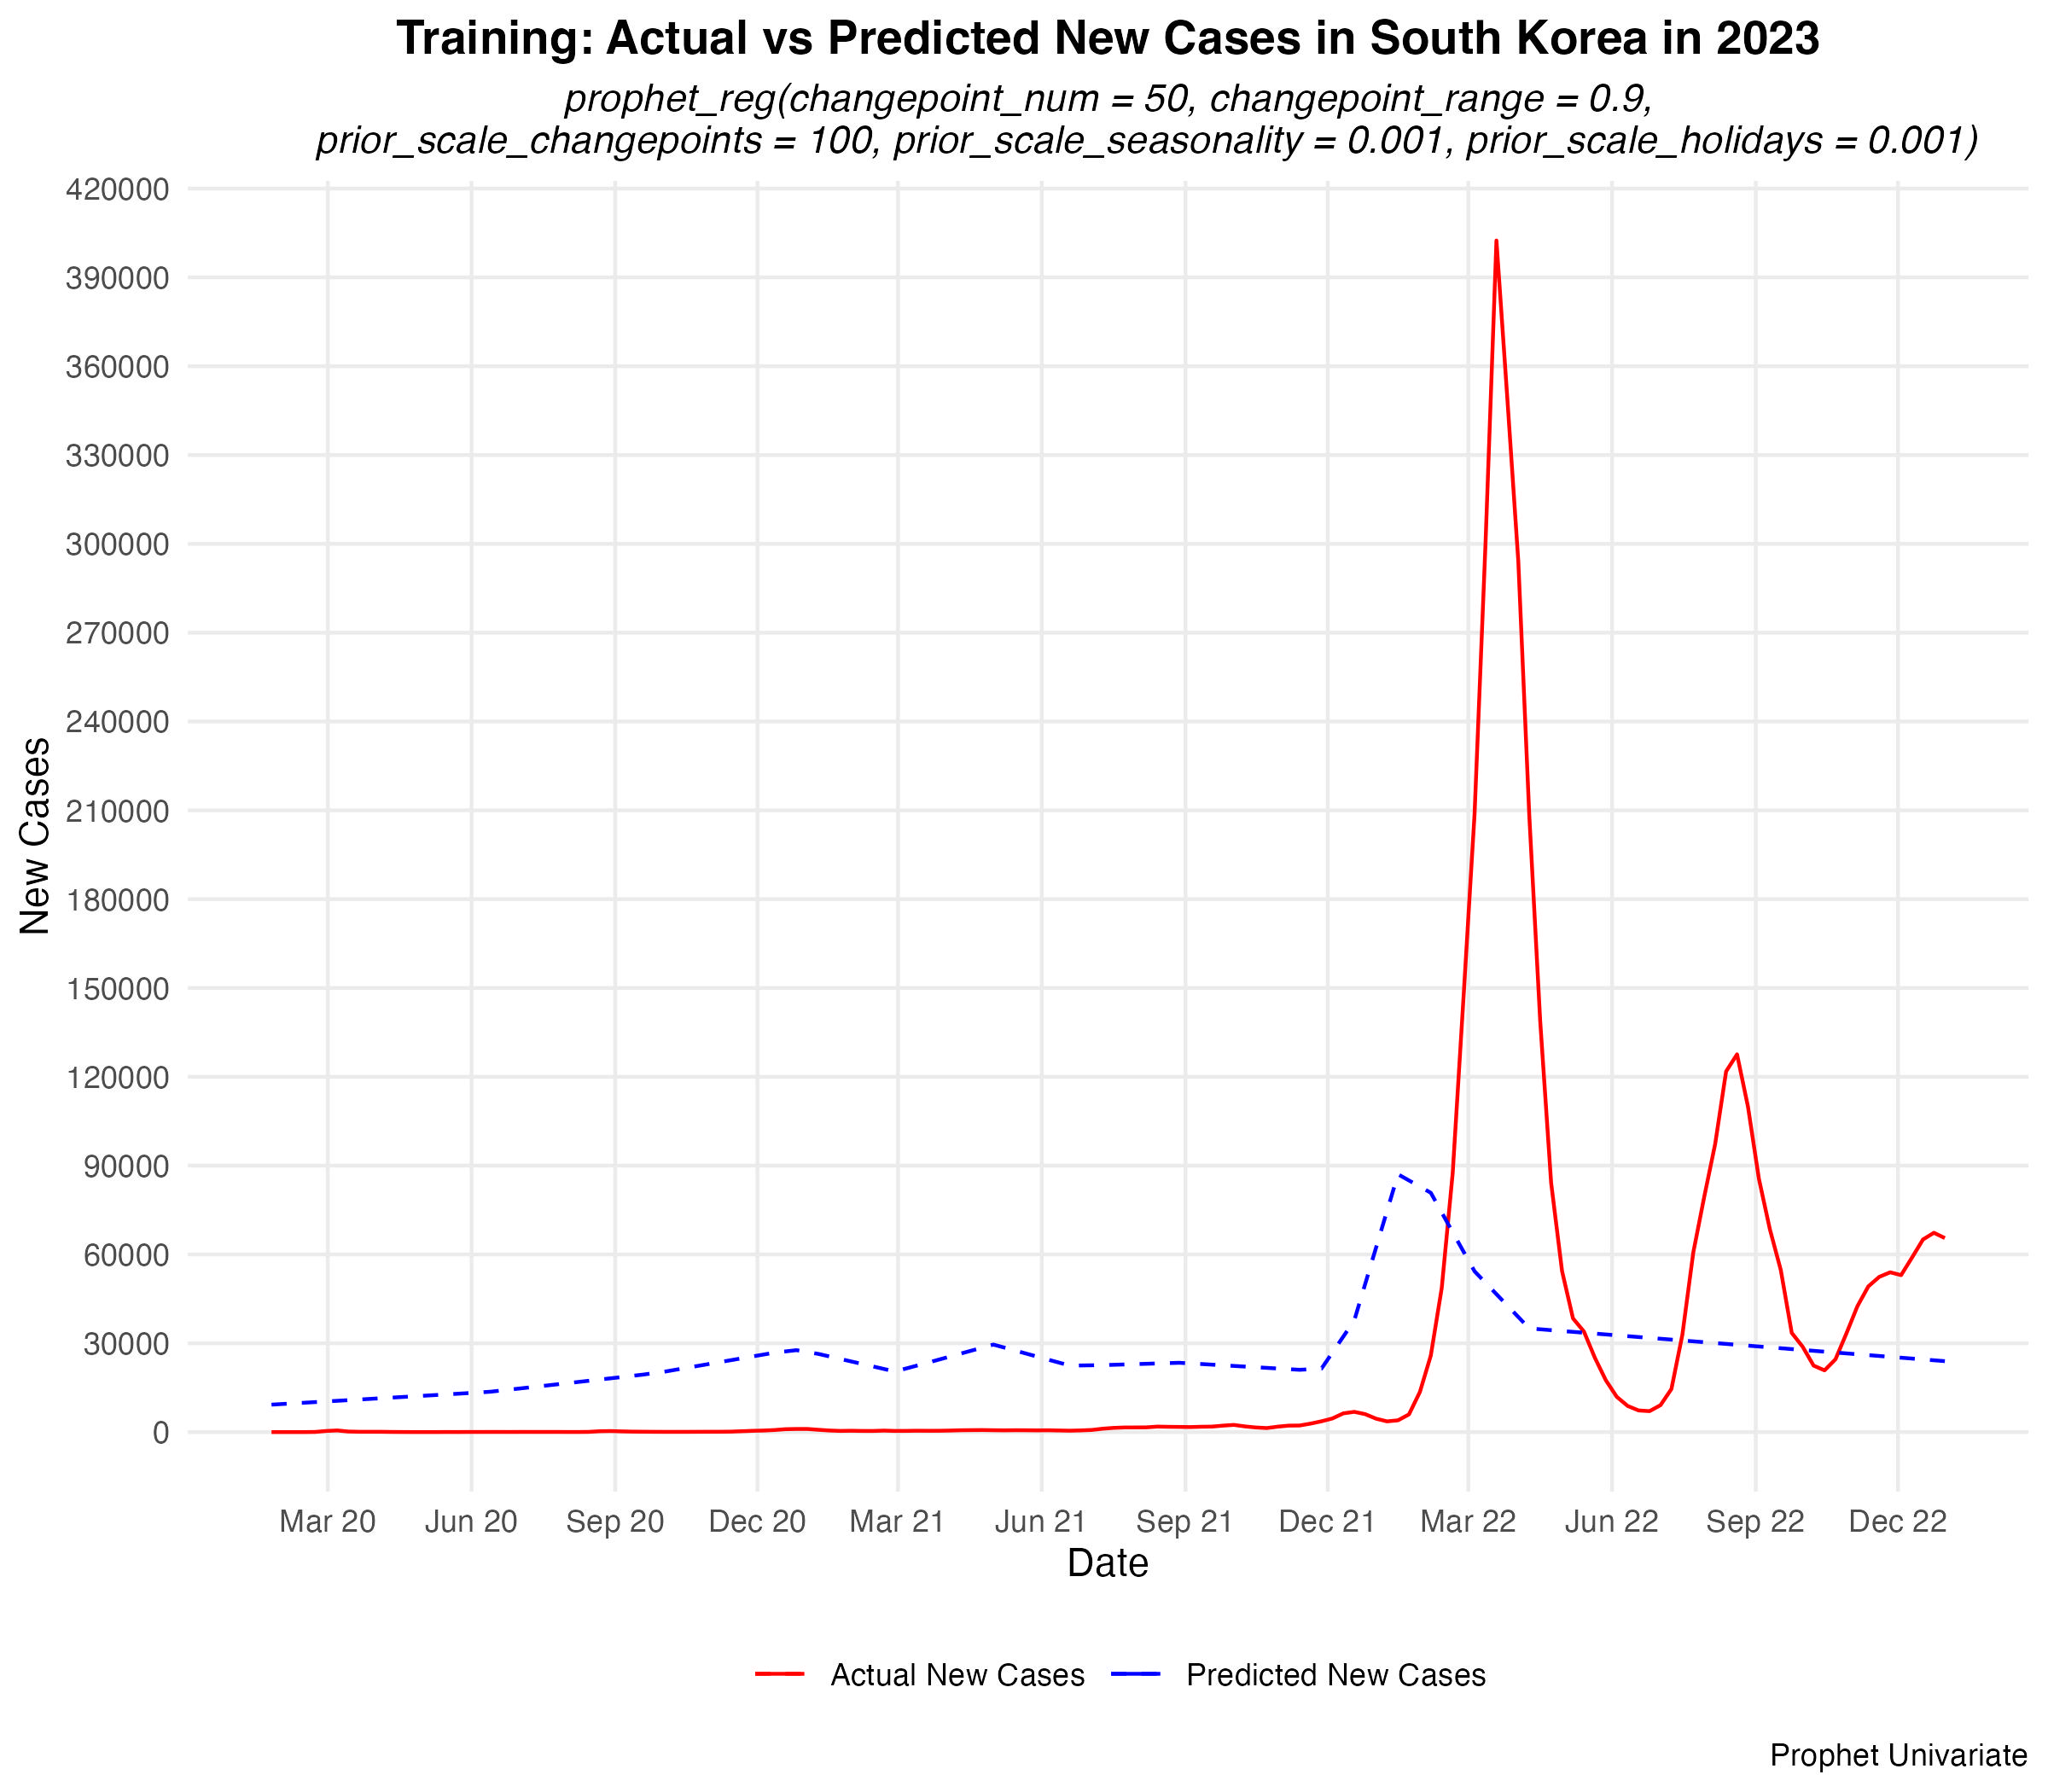 Training: Actual vs Predicted New Cases in South Korea in 2023
prophet_reg(changepoint_num = 50, changepoint_range = 0.9,
prior_scale_changepoints = 100, prior_scale_seasonality = 0.001, prior_scale_holidays = 0.001)
420000
390000
360000
330000
300000
270000
240000
210000
180000
150000
120000
90000
60000
30000
0
New Cases
Mar 20 Jun 20 Sep 20 Dec 20 Mar 21 Jun 21 Sep 21 Dec 21 Mar 22 Jun 22 Sep 22 Dec 22
Date
Actual New Cases Predicted New Cases
Prophet Univariate